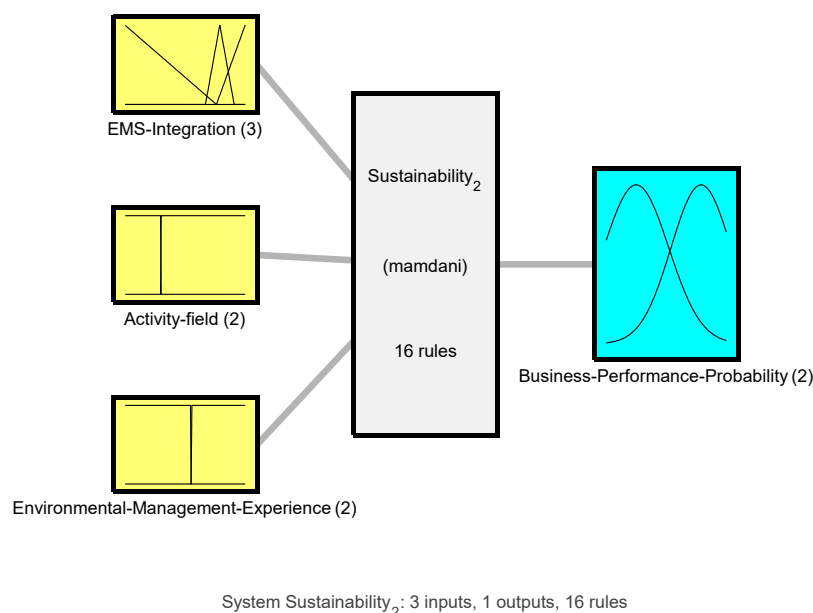 EMS-Integration (3)
Sustainability2
Activity-field (2)
(mamdani)
16 rules
Business-Performance-Probability (2)
Environmental-Management-Experience (2)
System Sustainability2: 3 inputs, 1 outputs, 16 rules